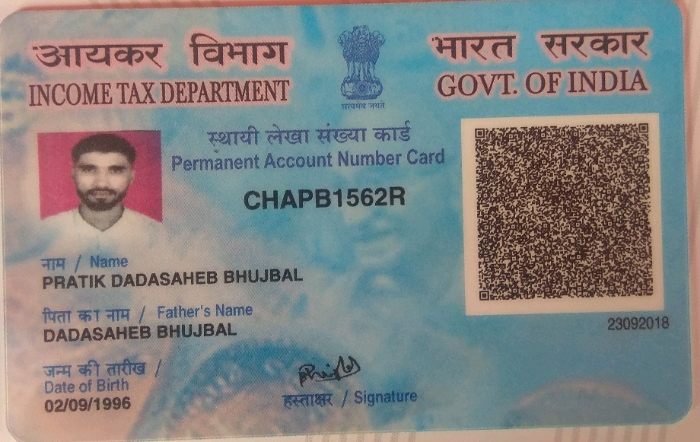 आयकर विभाग
INCOME TAX DEPARTMENT
सत्यमेव जयते
भारत सरकार
GOVT. OF INDIA
स्थायी लेखा संख्या कार्ड
Permanent Account Number Card
CHAPB1562R
नाम / Name
PRATIK DADASAHEB BHUJBAL
पिता का नाम / Father's Name
DADASAHEB BHUJBAL
जन्म की तारीख /
Date of Birth
02/09/1996
हस्ताक्षर / Signature
23092018